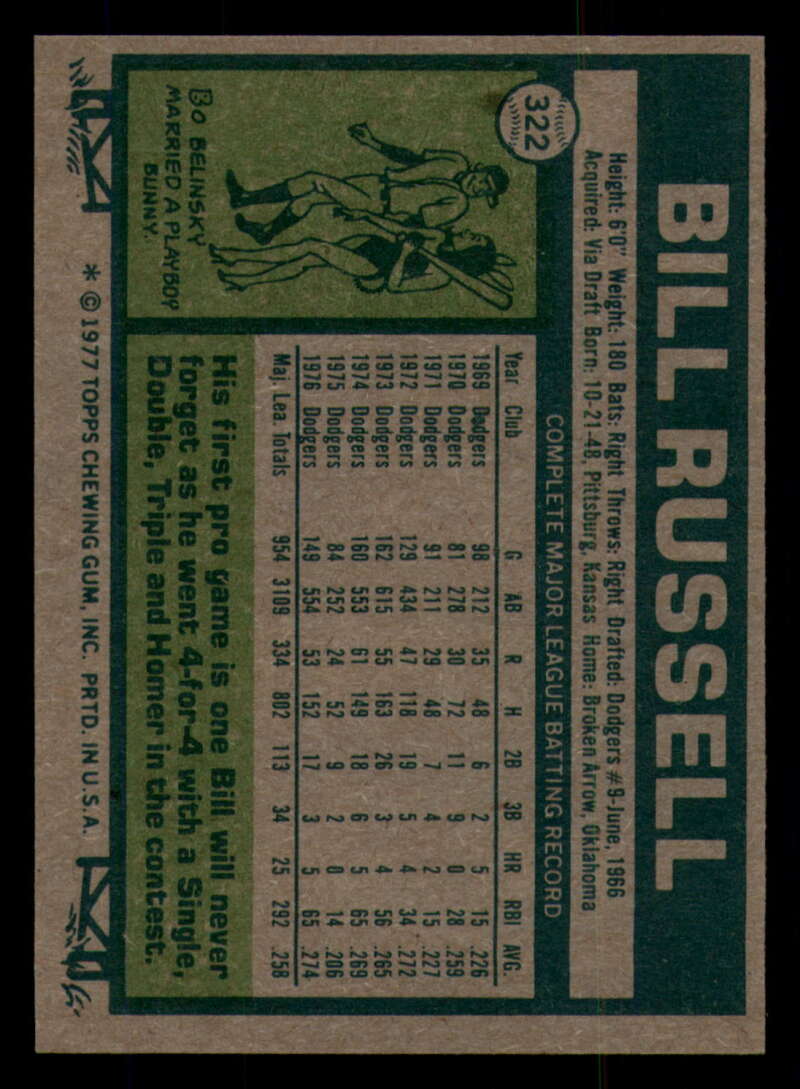 322
BILL RUSSELL
Height: 6'0" Weight: 180 Bats: Right Throws: Right Drafted: Dodgers #9-June, 1966
Acquired: Via Draft Born: 10-21-48, Pittsburg, Kansas Home: Broken Arrow, Oklahoma
COMPLETE MAJOR LEAGUE BATTING RECORD
Year Club G AB R H 2B 3B HR RBI AVG.
1969 Dodgers 98 212 35 48 6 2 5 15 .226
1970 Dodgers 81 278 30 72 11 9 0 28 .259
1971 Dodgers 91 211 29 48 7 4 2 15 .227
1972 Dodgers 129 434 47 118 19 5 4 34 .272
1973 Dodgers 162 615 55 163 26 3 4 56 .265
1974 Dodgers 160 553 61 149 18 6 5 65 .269
1975 Dodgers 84 252 24 52 9 2 0 14 .206
1976 Dodgers 149 554 53 152 17 3 5 65 .274
Maj. Lea. Totals 954 3109 334 802 113 34 25 292 .258
BO BELINSKY
MARRIED A PLAYBOY
BUNNY.
His first pro game is one Bill will never
forget as he went 4-for-4 with a Single,
Double, Triple and Homer in the contest.
* © 1977 TOPPS CHEWING GUM, INC. PRTD. IN U.S.A.